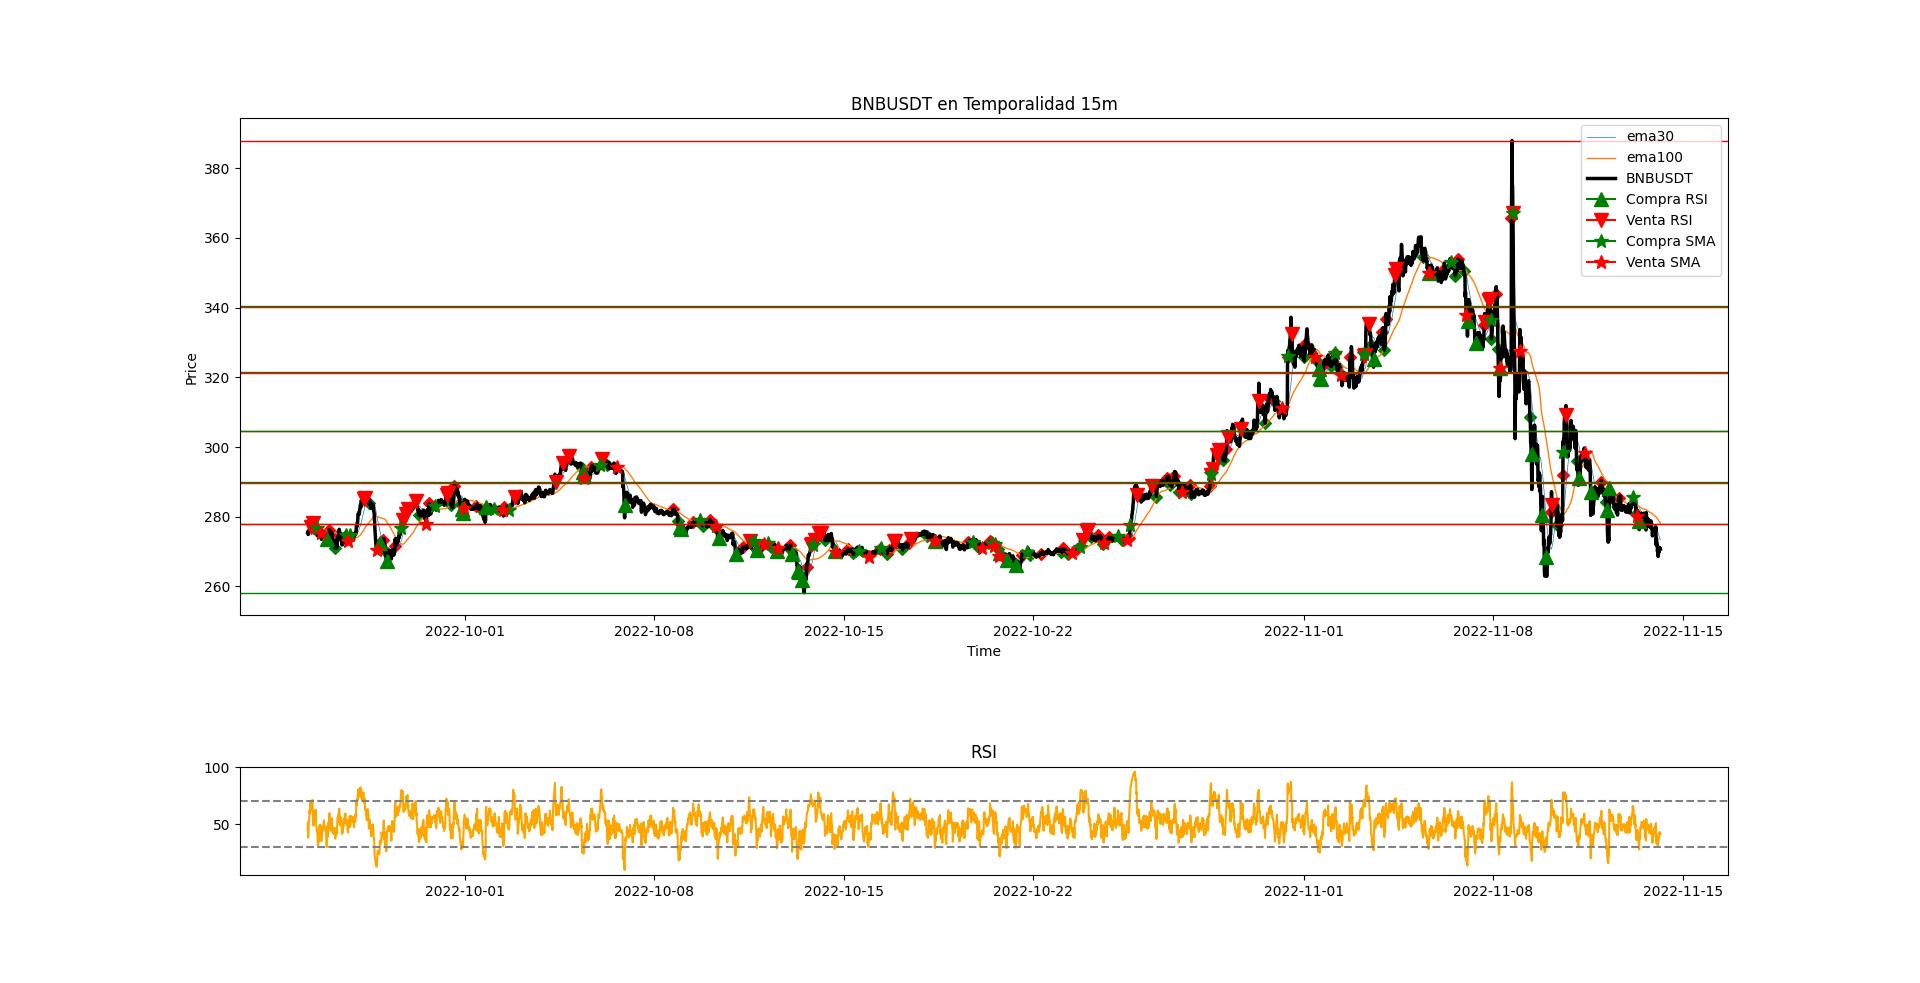 BNBUSDT en Temporalidad 15m
Price
380
360
340
320
300
280
260
ema30
ema100
BNBUSDT
Compra RSI
Venta RSI
Compra SMA
Venta SMA
2022-10-01 2022-10-08 2022-10-15 2022-10-22 2022-11-01 2022-11-08 2022-11-15
Time
RSI
100
50
2022-10-01 2022-10-08 2022-10-15 2022-10-22 2022-11-01 2022-11-08 2022-11-15